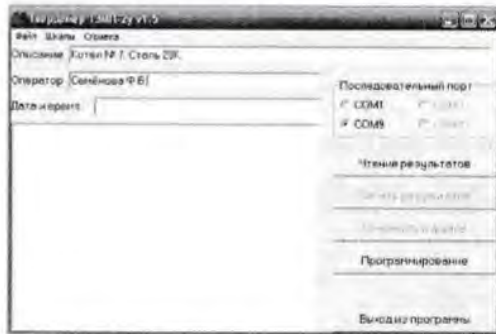 Твердомер
Файл Шкалы Справка
Описание Котел № 7. Сталь 20К.
Оператор Семёнова Ф.Б.
Дата и время
Последовательный порт
COM1
COM9
Чтение результатов
Программирование
Выход из программы